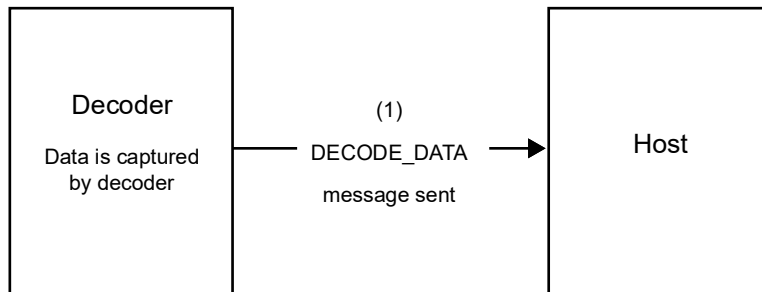 Decoder
Data is captured
by decoder
(1)
DECODE_DATA
message sent
Host